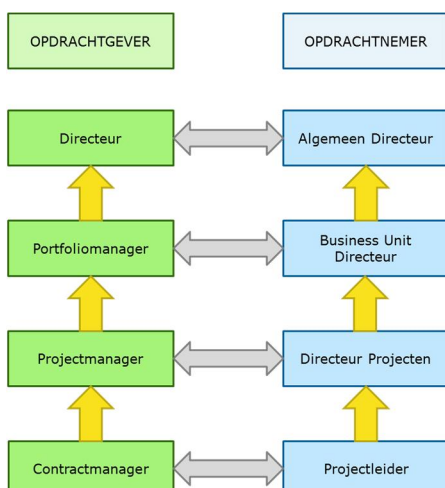 OPDRACHTGEVER
OPDRACHTNEMER
Directeur
Algemeen Directeur
Portfoliomanager
Business Unit
Directeur
Projectmanager
Directeur Projecten
Contractmanager
Projectleider